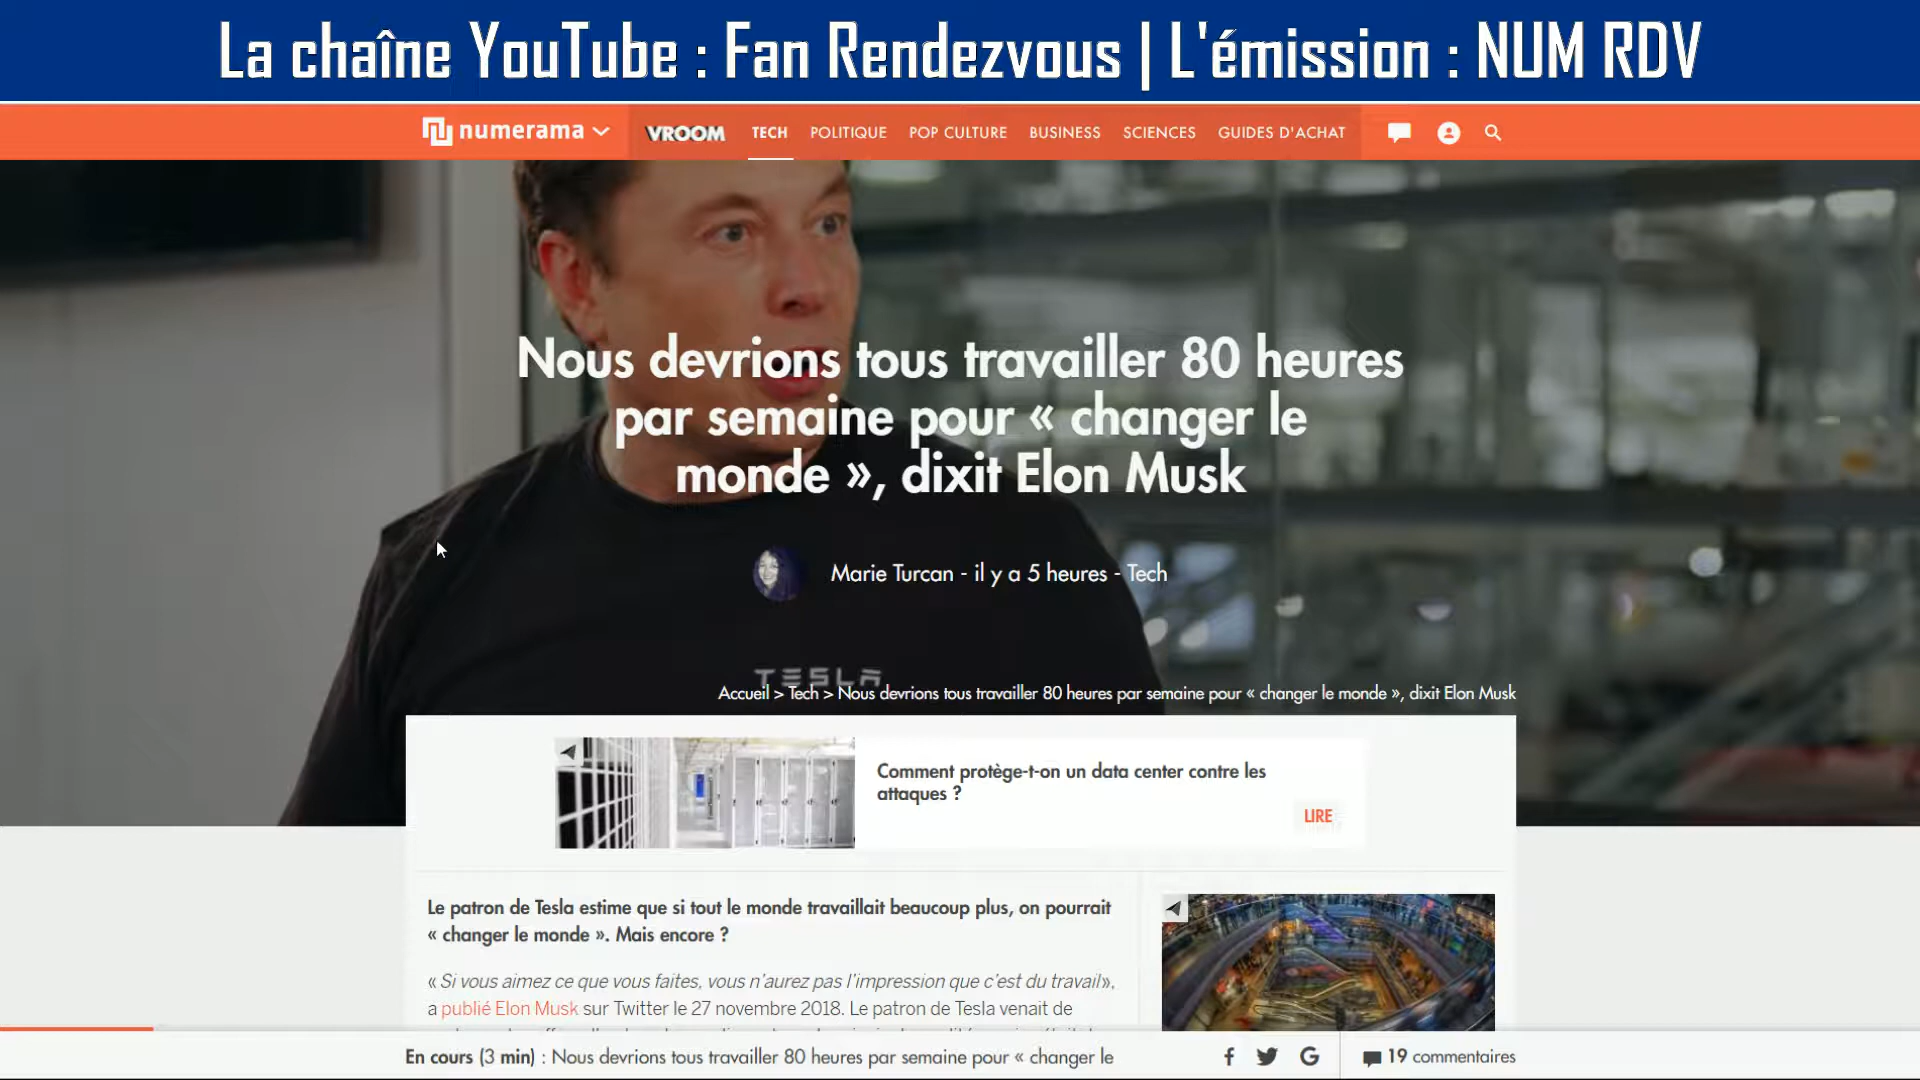 La chaîne YouTube : Fan Rendezvous | L'émission : NUM RDV
numerama VROOM TECH POLITIQUE POP CULTURE BUSINESS SCIENCES GUIDES D'ACHAT
Nous devrions tous travailler 80 heures
par semaine pour « changer le
monde », dixit Elon Musk
Marie Turcan - il y a 5 heures - Tech
TESLA
Accueil > Tech > Nous devrions tous travailler 80 heures par semaine pour « changer le monde », dixit Elon Musk
Comment protège-t-on un data center contre les
attaques ?
LIRE
Le patron de Tesla estime que si tout le monde travaillait beaucoup plus, on pourrait
« changer le monde ». Mais encore ?
« Si vous aimez ce que vous faites, vous n'aurez pas l'impression que c'est du travail»,
a publié Elon Musk sur Twitter le 27 novembre 2018. Le patron de Tesla venait de
En cours (3 min) : Nous devrions tous travailler 80 heures par semaine pour « changer le
19 commentaires